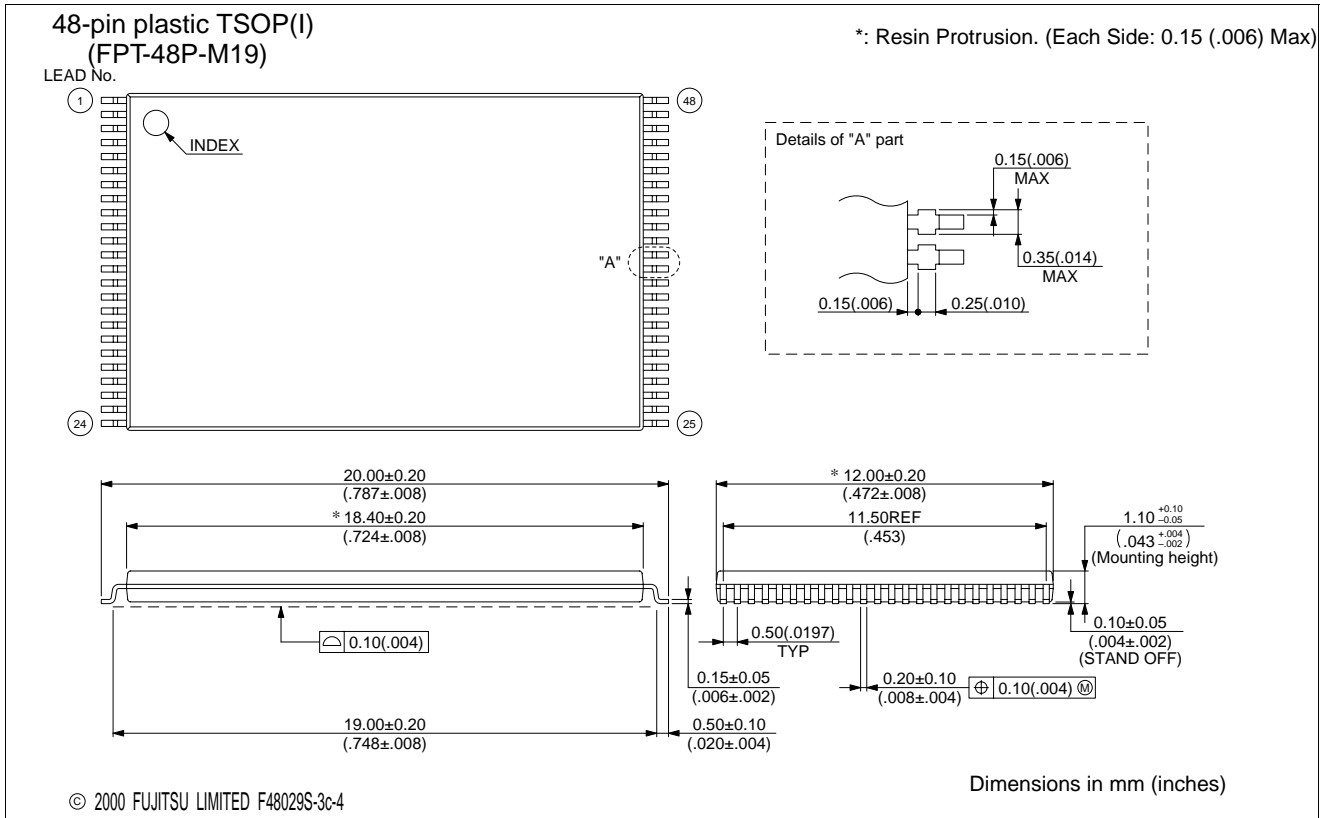 48-pin plastic TSOP(I)
(FPT-48P-M19)
*: Resin Protrusion. (Each Side: 0.15 (.006) Max)
LEAD No.
1
48
INDEX
Details of "A" part
0.15(.006)
MAX
"A"
0.35(.014)
MAX
0.15(.006)
0.25(.010)
24
25
20.00±0.20
(.787±.008)
* 18.40±0.20
(.724±.008)
* 12.00±0.20
(.472±.008)
11.50REF
(.453)
1.10 +0.10 –0.05
(.043 +.004 –.002)
(Mounting height)
0.10(.004)
0.50(.0197)
TYP
0.10±0.05
(.004±.002)
(STAND OFF)
0.15±0.05
(.006±.002)
0.20±0.10
(.008±.004)
⌖ 0.10(.004) Ⓜ
19.00±0.20
(.748±.008)
0.50±0.10
(.020±.004)
Dimensions in mm (inches)
© 2000 FUJITSU LIMITED F48029S-3c-4